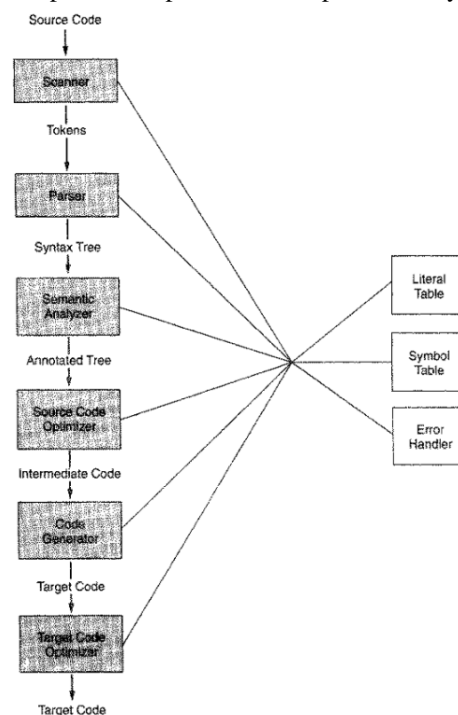 Source Code
Scanner
Tokens
Parser
Syntax Tree
Semantic
Analyzer
Annotated Tree
Source Code
Optimizer
Intermediate Code
Code
Generator
Target Code
Target Code
Optimizer
Target Code
Literal
Table
Symbol
Table
Error
Handler